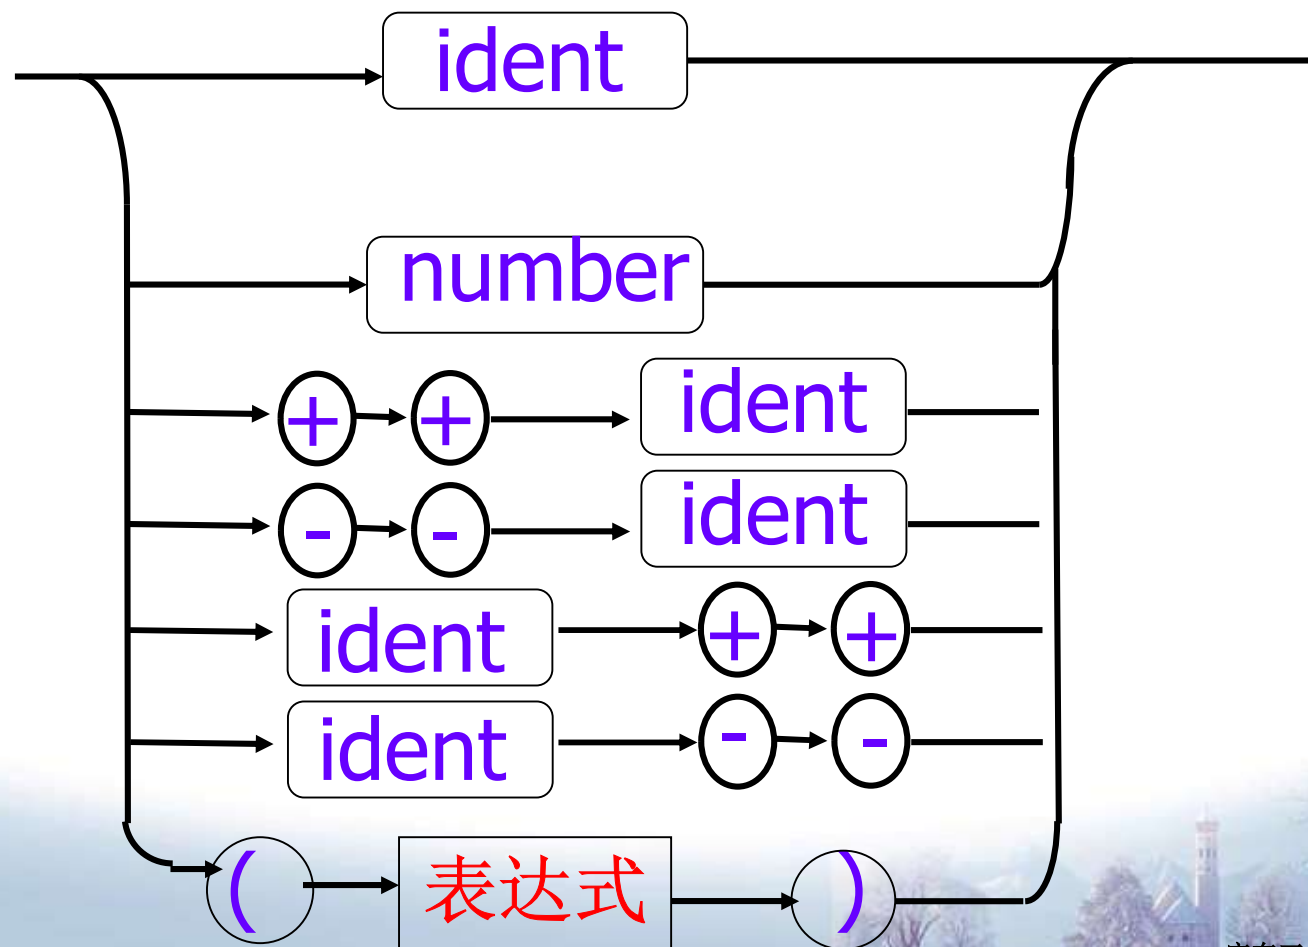 ident
number
+ + ident
- - ident
ident + +
ident - -
( 表达式 )